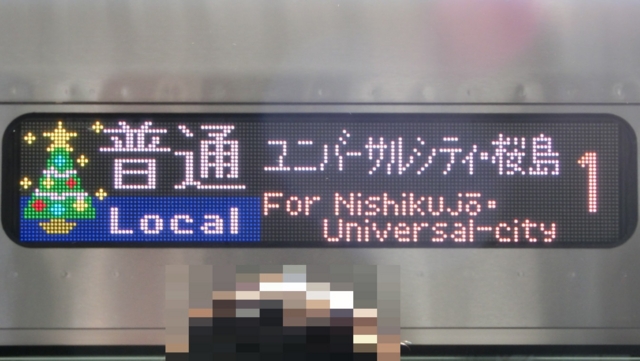 普通
Local
ユニバーサルシティ・桜島
For Nishikujō・
Universal-city
1